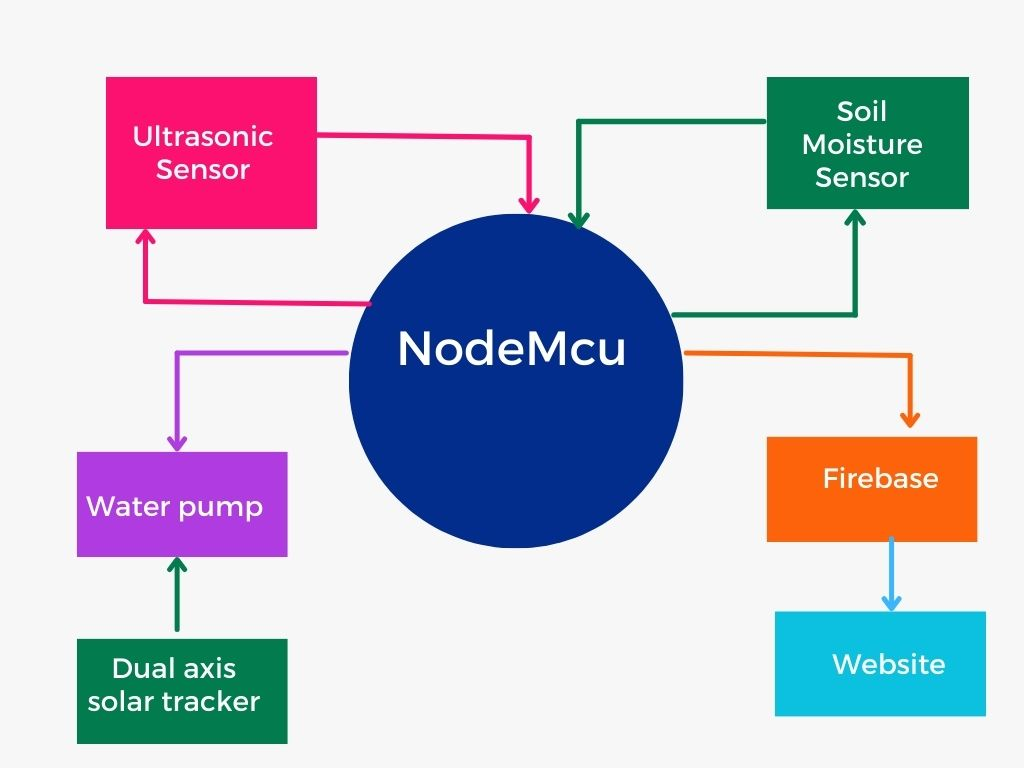 Ultrasonic
Sensor
Soil
Moisture
Sensor
NodeMcu
Water pump
Firebase
Dual axis
solar tracker
Website